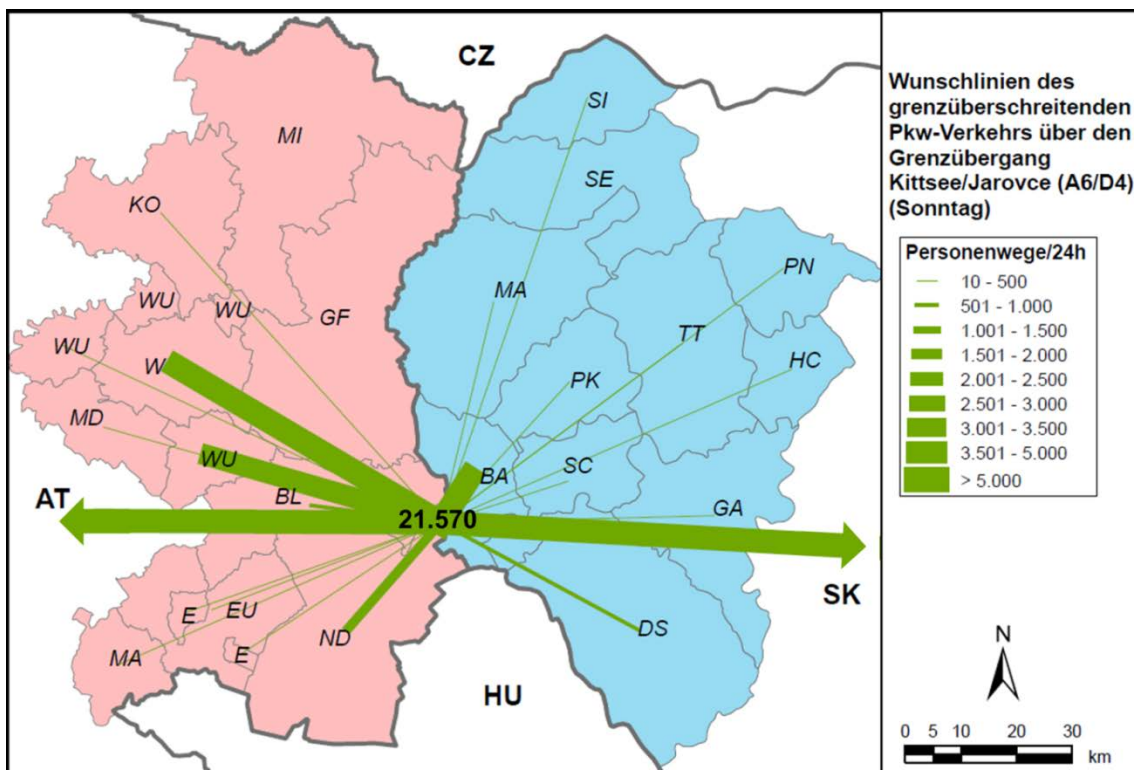 CZ
SI
MI
SE
KO
PN
MA
WU
WU
GF
TT
WU
HC
W
PK
MD
WU
BA
SC
BL
AT
21.570
GA
SK
E
EU
ND
DS
MA
E
HU
Wunschlinien des
grenzüberschreitenden
Pkw-Verkehrs über den
Grenzübergang
Kittsee/Jarovce (A6/D4)
(Sonntag)
Personenwege/24h
10 - 500
501 - 1.000
1.001 - 1.500
1.501 - 2.000
2.001 - 2.500
2.501 - 3.000
3.001 - 3.500
3.501 - 5.000
> 5.000
N
0 5 10 20 30
km